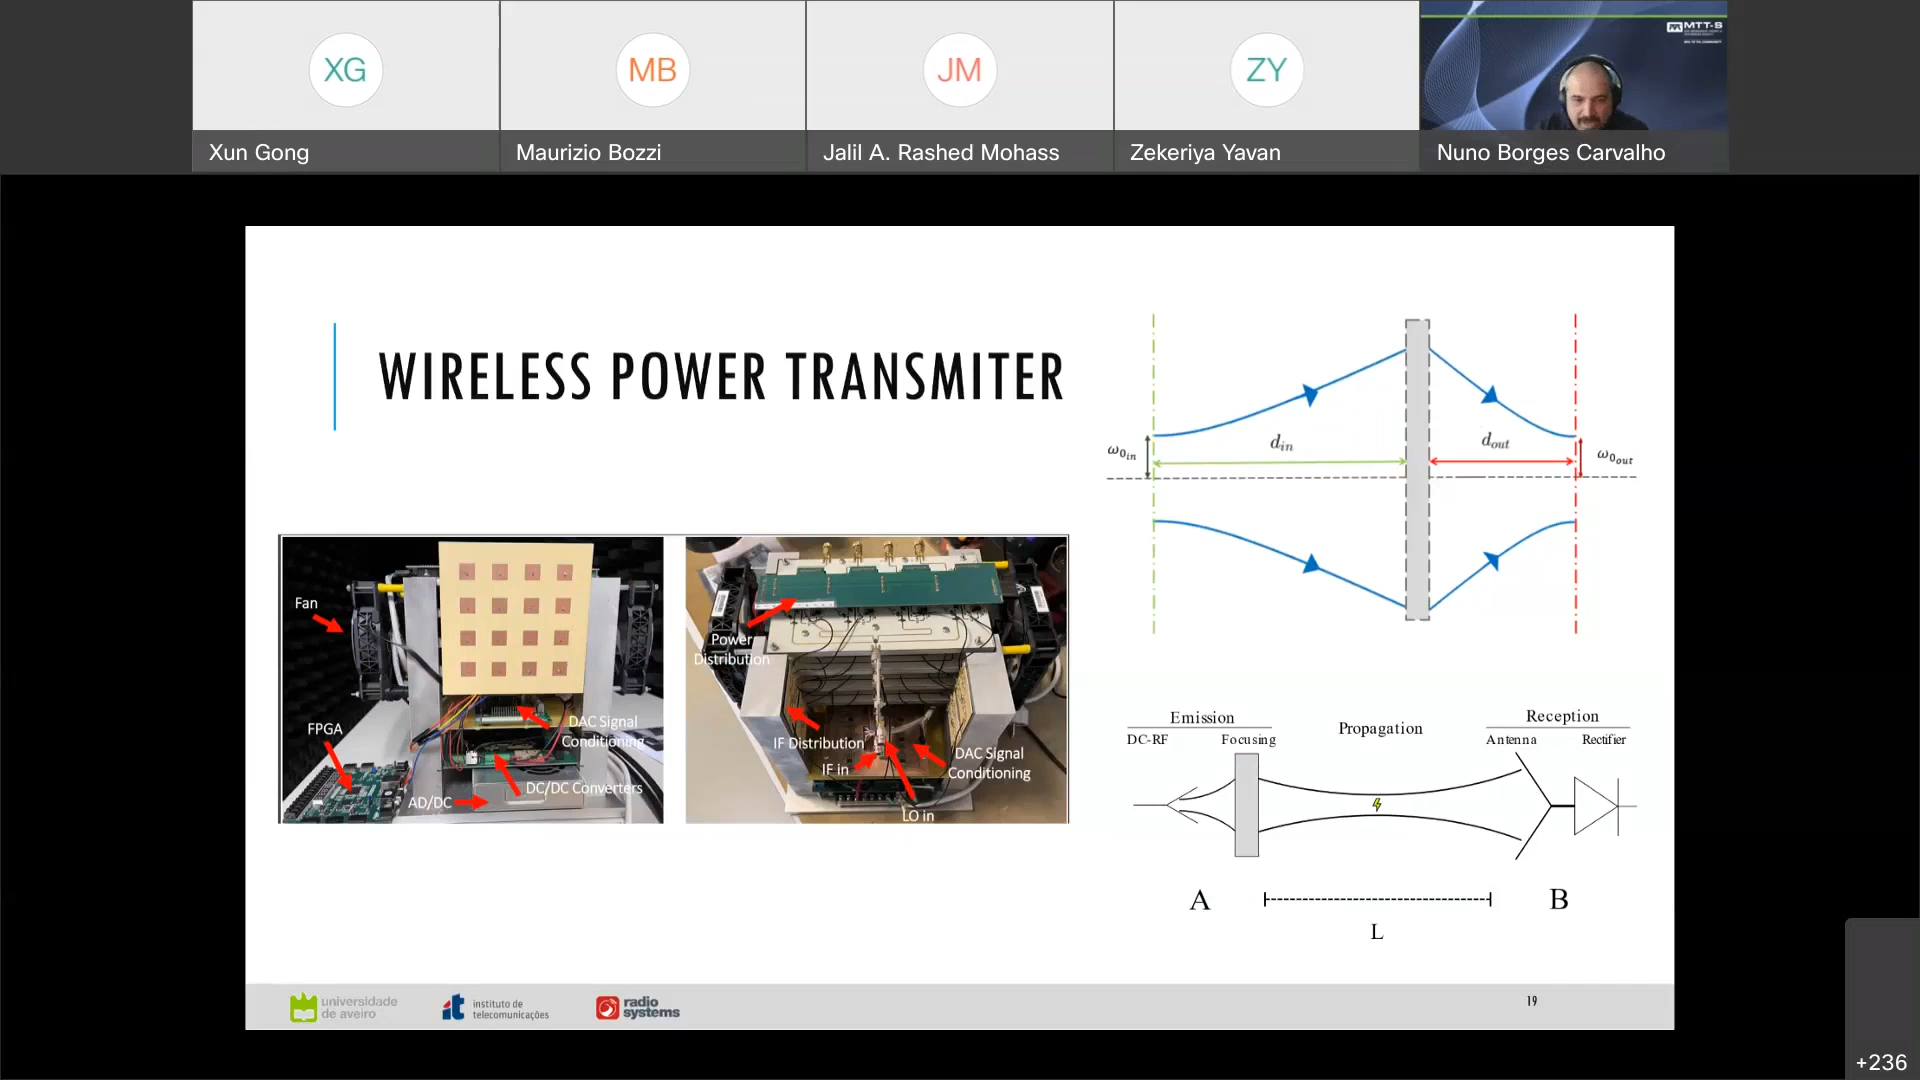 XG
MB
JM
ZY
MTT-S
Xun Gong
Maurizio Bozzi
Jalil A. Rashed Mohass
Zekeriya Yavan
Nuno Borges Carvalho
WIRELESS POWER TRANSMITER
ω0in
din
dout
ω0out
Fan
FPGA
DAC Signal
Conditioning
DC/DC Converters
AD/DC
Power
Distribution
IF Distribution
IF in
DAC Signal
Conditioning
LO in
Emission
DC-RF
Focusing
Propagation
Reception
Antenna
Rectifier
A
B
L
universidade
de aveiro
it
instituto de
telecomunicações
radio
systems
19
+236